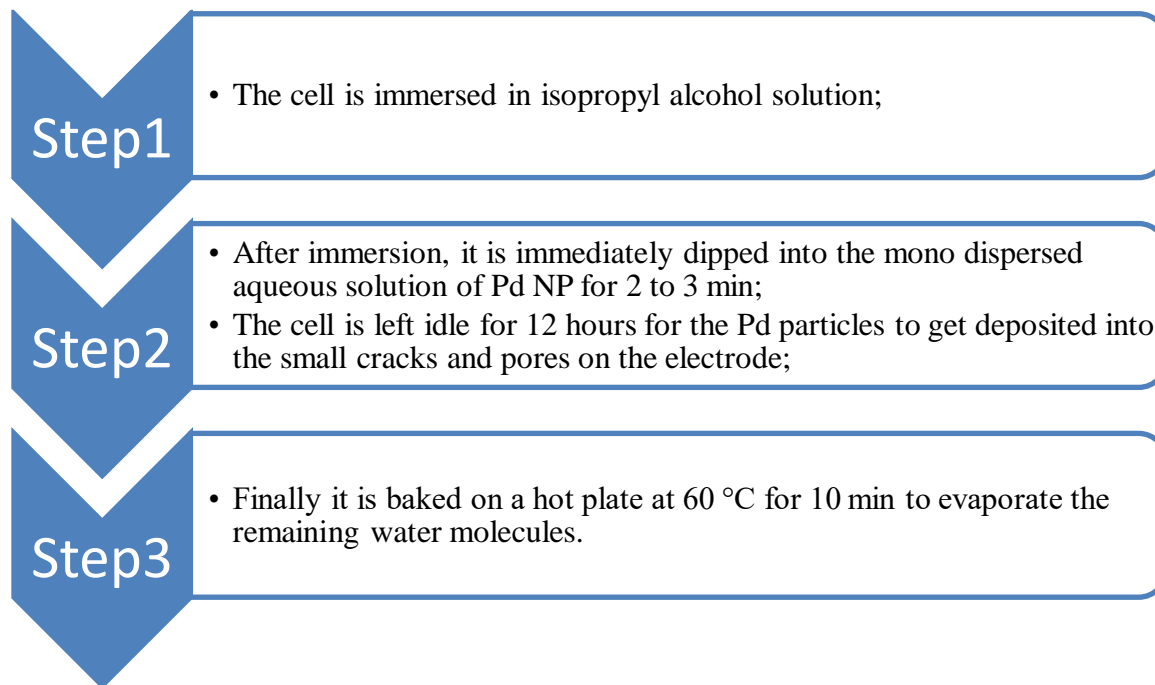 Step1
• The cell is immersed in isopropyl alcohol solution;
Step2
• After immersion, it is immediately dipped into the mono dispersed
aqueous solution of Pd NP for 2 to 3 min;
• The cell is left idle for 12 hours for the Pd particles to get deposited into
the small cracks and pores on the electrode;
Step3
• Finally it is baked on a hot plate at 60 °C for 10 min to evaporate the
remaining water molecules.